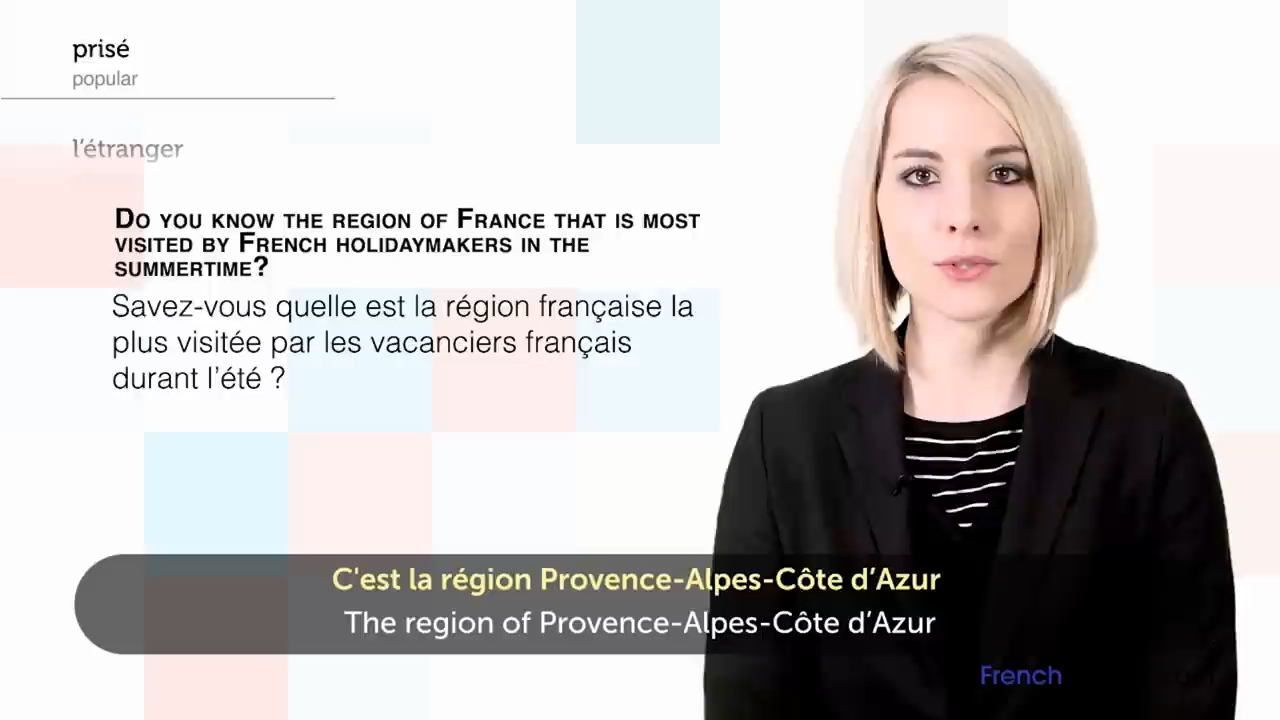 prisé
popular
l'étranger
Do you know the region of France that is most
visited by French holidaymakers in the
summertime?
Savez-vous quelle est la région française la
plus visitée par les vacanciers français
durant l'été ?
C'est la région Provence-Alpes-Côte d’Azur
The region of Provence-Alpes-Côte d’Azur
French